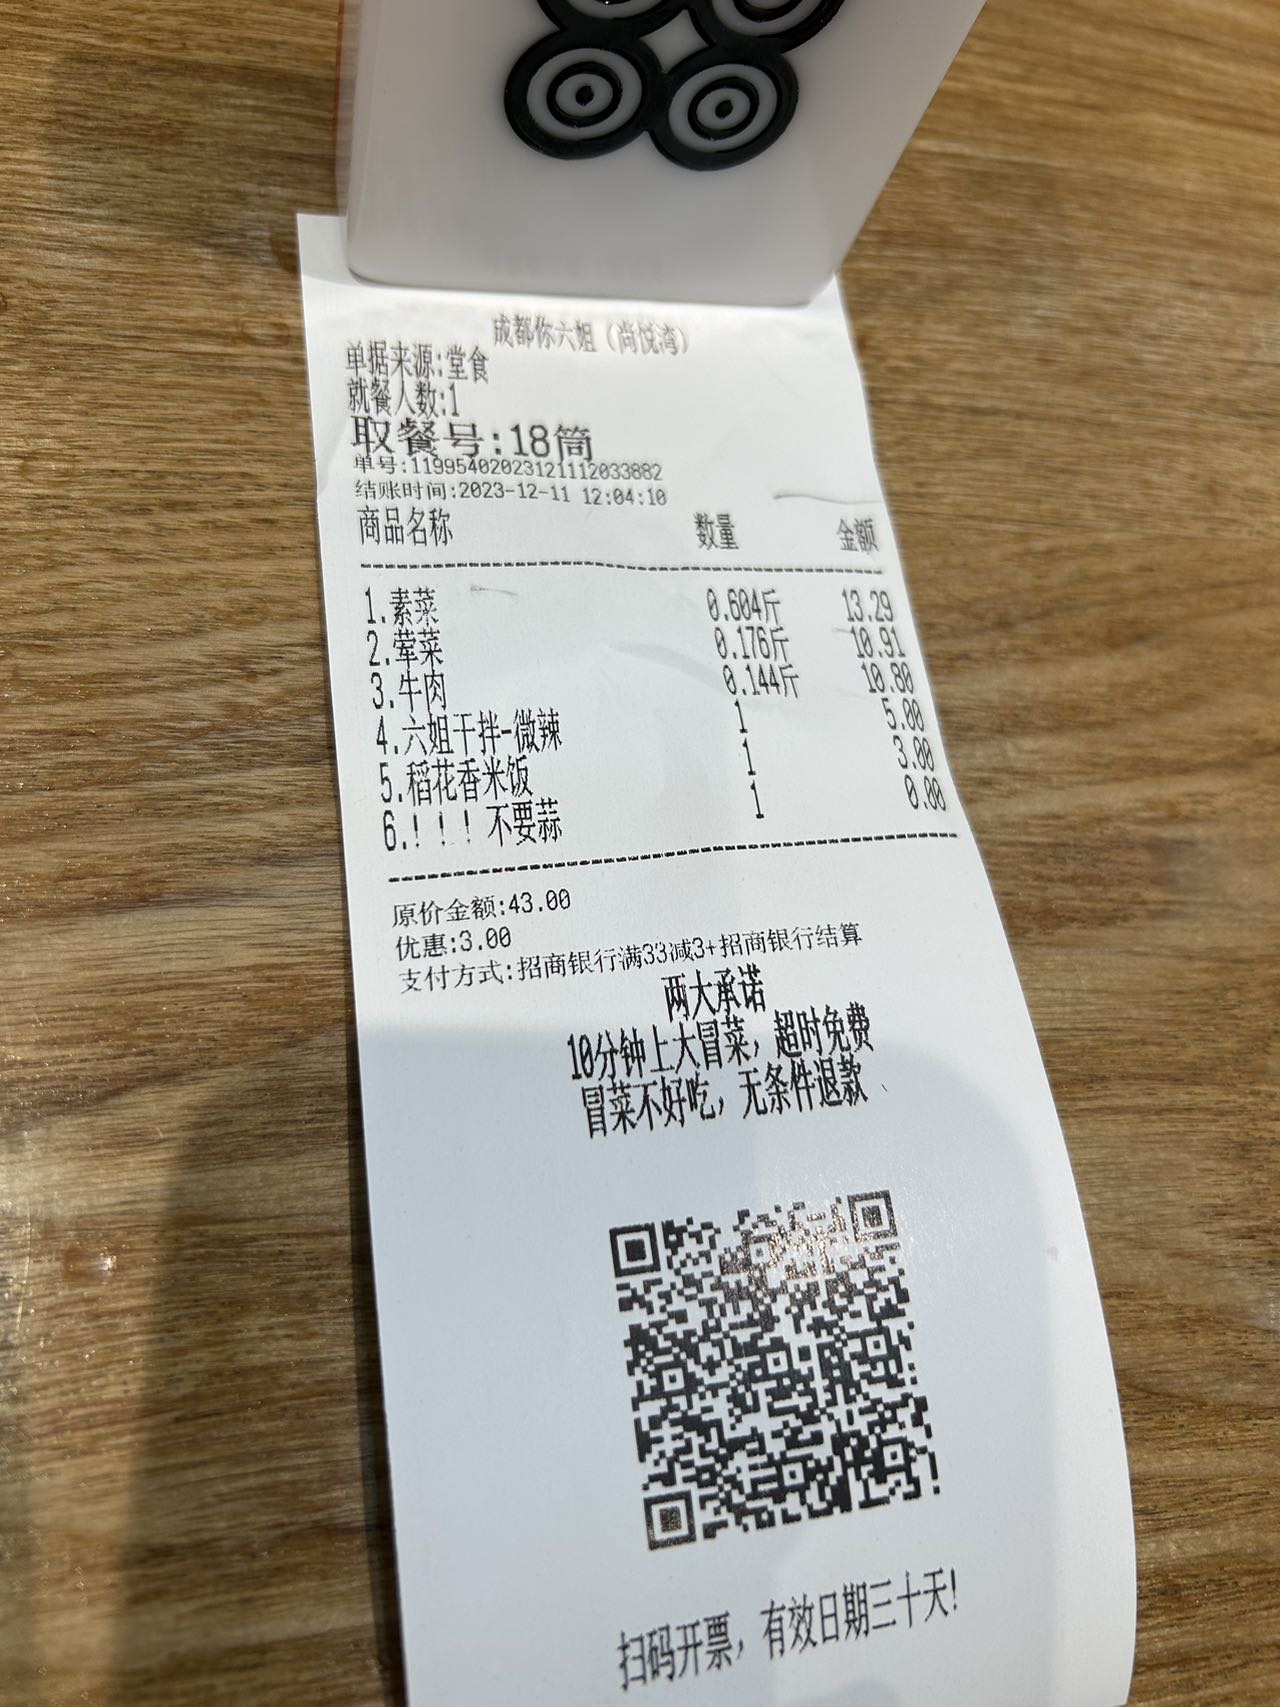 成都你六姐（尚悦湾）
单据来源:堂食
就餐人数:1
取餐号:18筒
单号:11995402023121112033882
结账时间:2023-12-11 12:04:10
商品名称 数量 金额
1.素菜 0.604斤 13.29
2.荤菜 0.176斤 10.91
3.牛肉 0.144斤 10.80
4.六姐干拌-微辣 1 5.00
5.稻花香米饭 1 3.00
6.！！！不要蒜 1 0.00
原价金额:43.00
优惠:3.00
支付方式:招商银行满33减3+招商银行结算
两大承诺
10分钟上大冒菜，超时免费
冒菜不好吃，无条件退款
扫码开票，有效日期三十天!